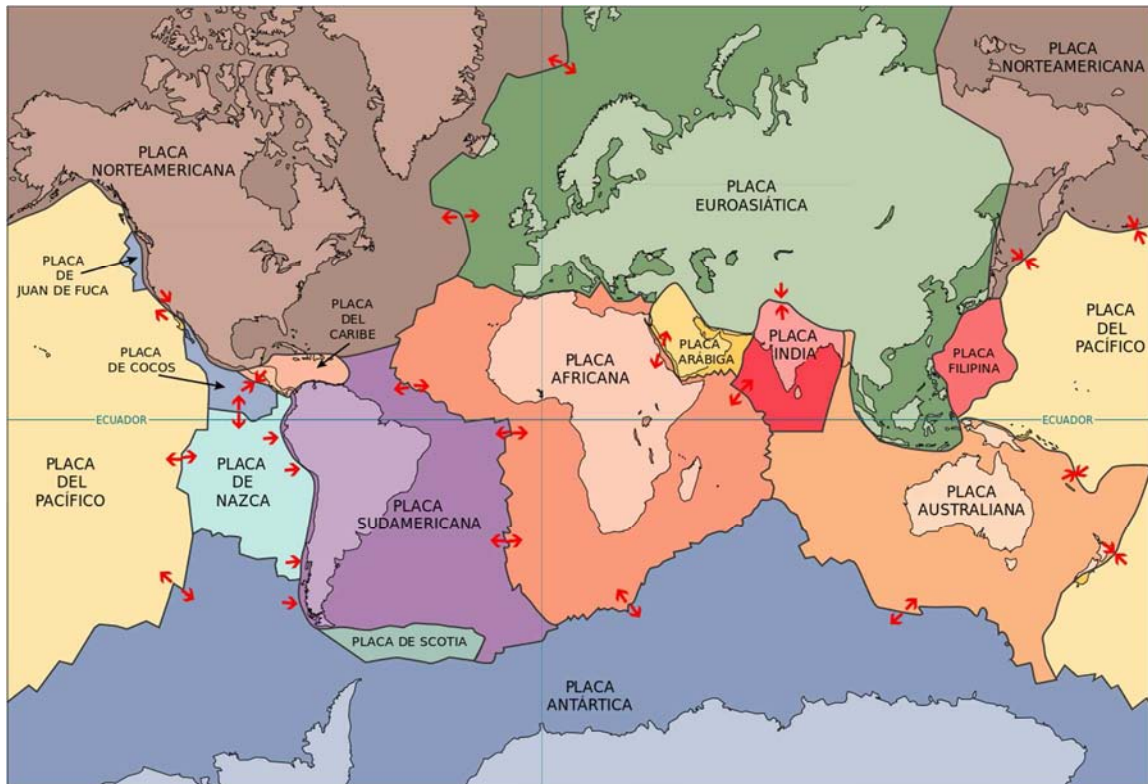 PLACA
NORTEAMERICANA
PLACA
NORTEAMERICANA
PLACA
EUROASIÁTICA
PLACA
DE
JUAN DE FUCA
PLACA
DEL
CARIBE
PLACA
DE COCOS
PLACA
ARÁBIGA
PLACA
INDIA
PLACA
FILIPINA
PLACA
DEL
PACÍFICO
PLACA
AFRICANA
ECUADOR
ECUADOR
PLACA
DEL
PACÍFICO
PLACA
DE
NAZCA
PLACA
SUDAMERICANA
PLACA
AUSTRALIANA
PLACA DE SCOTIA
PLACA
ANTÁRTICA